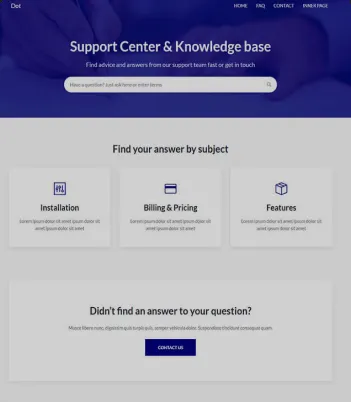 Dot
HOME FAQ CONTACT INNER PAGE
Support Center & Knowledge base
Find advice and answers from our support team fast or get in touch
Have a question? Just ask here or enter terms
Find your answer by subject
Installation
Lorem ipsum dolor sit amet ipsum dolor sit
amet ipsum dolor sit amet
Billing & Pricing
Lorem ipsum dolor sit amet ipsum dolor sit
amet ipsum dolor sit amet
Features
Lorem ipsum dolor sit amet ipsum dolor sit
amet ipsum dolor sit amet
Didn't find an answer to your question?
libero nunc, dignissim quis turpis quis, semper vehicula dolor. Suspendisse tincidunt consequat quam.
CONTACT US